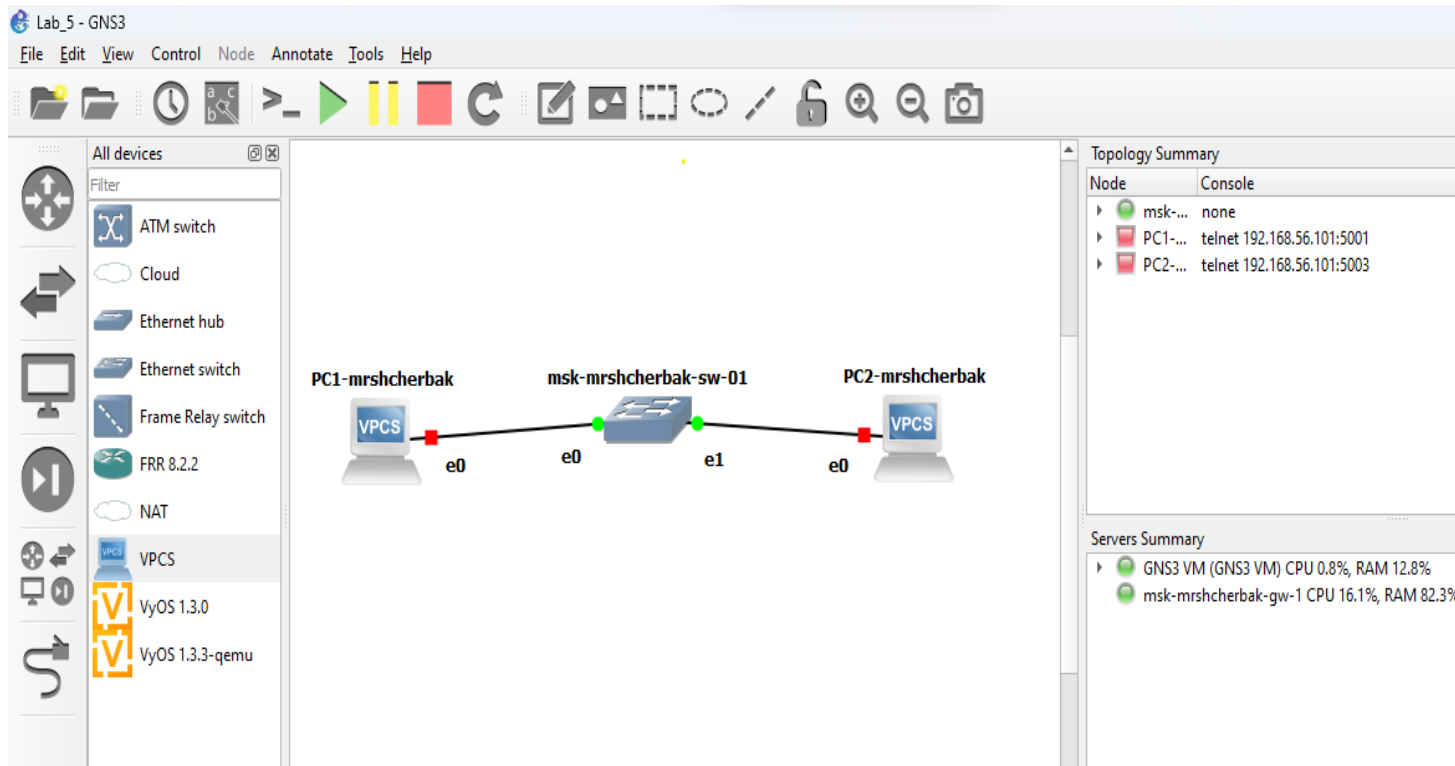 Lab_5 - GNS3
File Edit View Control Node Annotate Tools Help
All devices
Filter
ATM switch
Cloud
Ethernet hub
Ethernet switch
Frame Relay switch
FRR 8.2.2
NAT
VPCS
VyOS 1.3.0
VyOS 1.3.3-qemu
PC1-mrshcherbak
msk-mrshcherbak-sw-01
PC2-mrshcherbak
VPCS
VPCS
e0
e0
e1
e0
Topology Summary
Node Console
msk-... none
PC1-... telnet 192.168.56.101:5001
PC2-... telnet 192.168.56.101:5003
Servers Summary
GNS3 VM (GNS3 VM) CPU 0.8%, RAM 12.8%
msk-mrshcherbak-gw-1 CPU 16.1%, RAM 82.3%